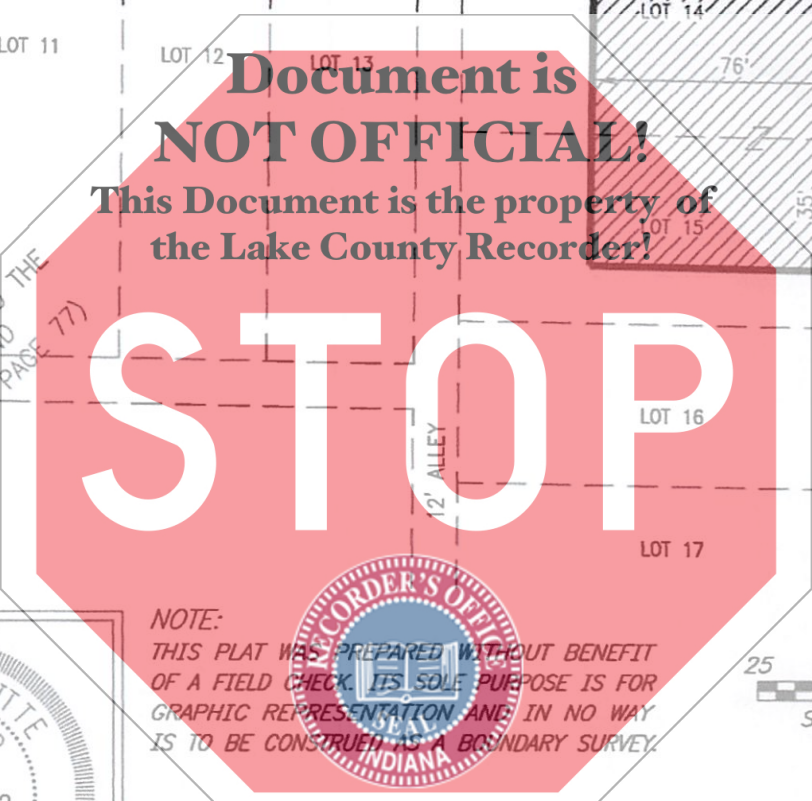 LOT 14
LOT 11
LOT 12
LOT 13
Document is
76'
NOT OFFICIAL!
This Document is the property of
LOT 15
35'
the Lake County Recorder!
THE
PAGE 77)
STOP
LOT 16
12' ALLEY
LOT 17
RECORDER'S OFFICE
SEAL
INDIANA
NOTE:
THIS PLAT WAS PREPARED WITHOUT BENEFIT
OF A FIELD CHECK. ITS SOLE PURPOSE IS FOR
GRAPHIC REPRESENTATION AND IN NO WAY
IS TO BE CONSTRUED AS A BOUNDARY SURVEY.
25